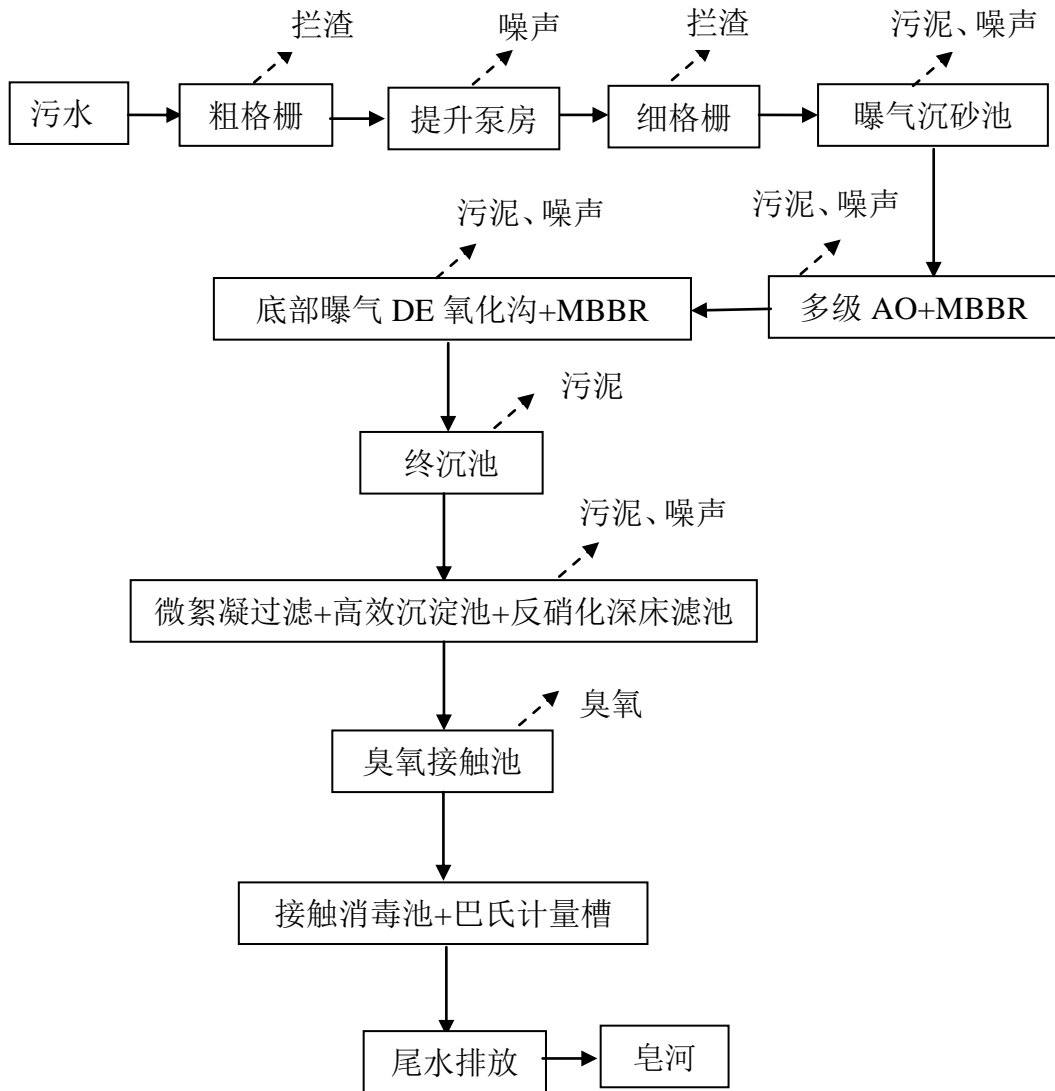 拦渣
噪声
拦渣
污泥、噪声
污水
粗格栅
提升泵房
细格栅
曝气沉砂池
污泥、噪声
污泥、噪声
底部曝气 DE 氧化沟+MBBR
多级 AO+MBBR
污泥
终沉池
污泥、噪声
微絮凝过滤+高效沉淀池+反硝化深床滤池
臭氧
臭氧接触池
接触消毒池+巴氏计量槽
尾水排放
皂河